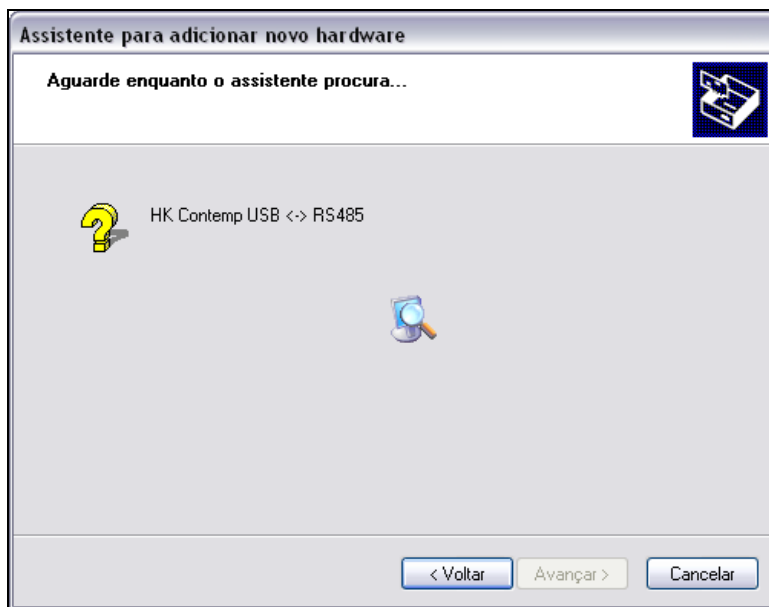 Assistente para adicionar novo hardware
Aguarde enquanto o assistente procura...
HK Contemp USB <-> RS485
< Voltar
Avançar >
Cancelar